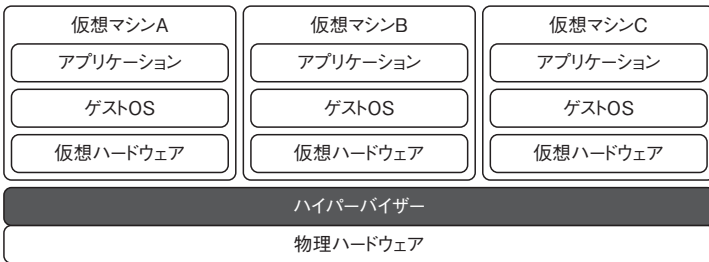 仮想マシンA
アプリケーション
ゲストOS
仮想ハードウェア
仮想マシンB
アプリケーション
ゲストOS
仮想ハードウェア
仮想マシンC
アプリケーション
ゲストOS
仮想ハードウェア
ハイパーバイザー
物理ハードウェア